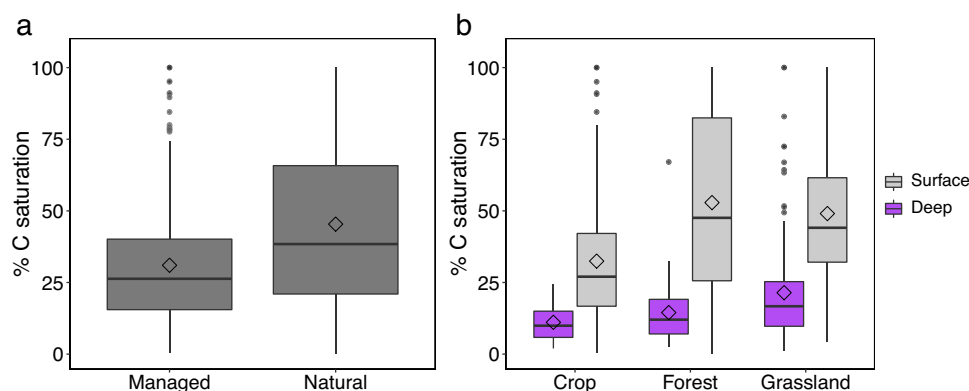 a
% C saturation
100
75
50
25
0
Managed Natural
b
% C saturation
100
75
50
25
0
Crop Forest Grassland
Surface
Deep